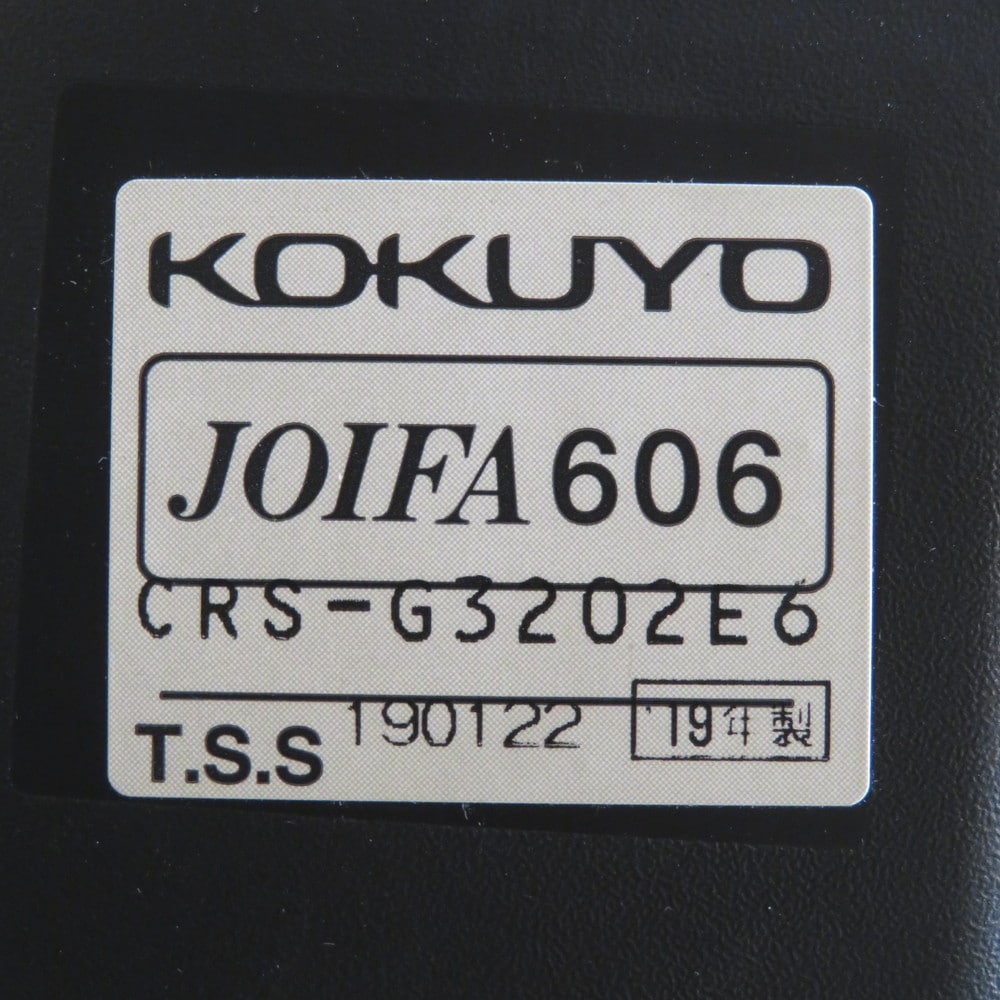 KOKUYO
JOIFA 606
CRS-G3202E6
T.S.S 190122 '19年製